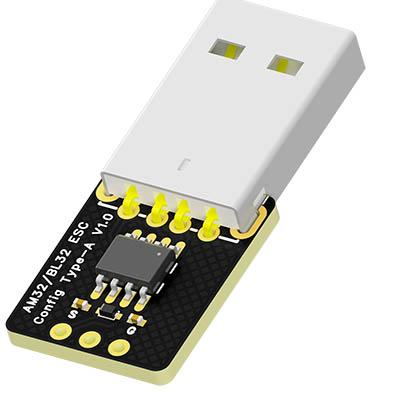 AM32/BL32 ESC
Config Type-A V1.0
S
G